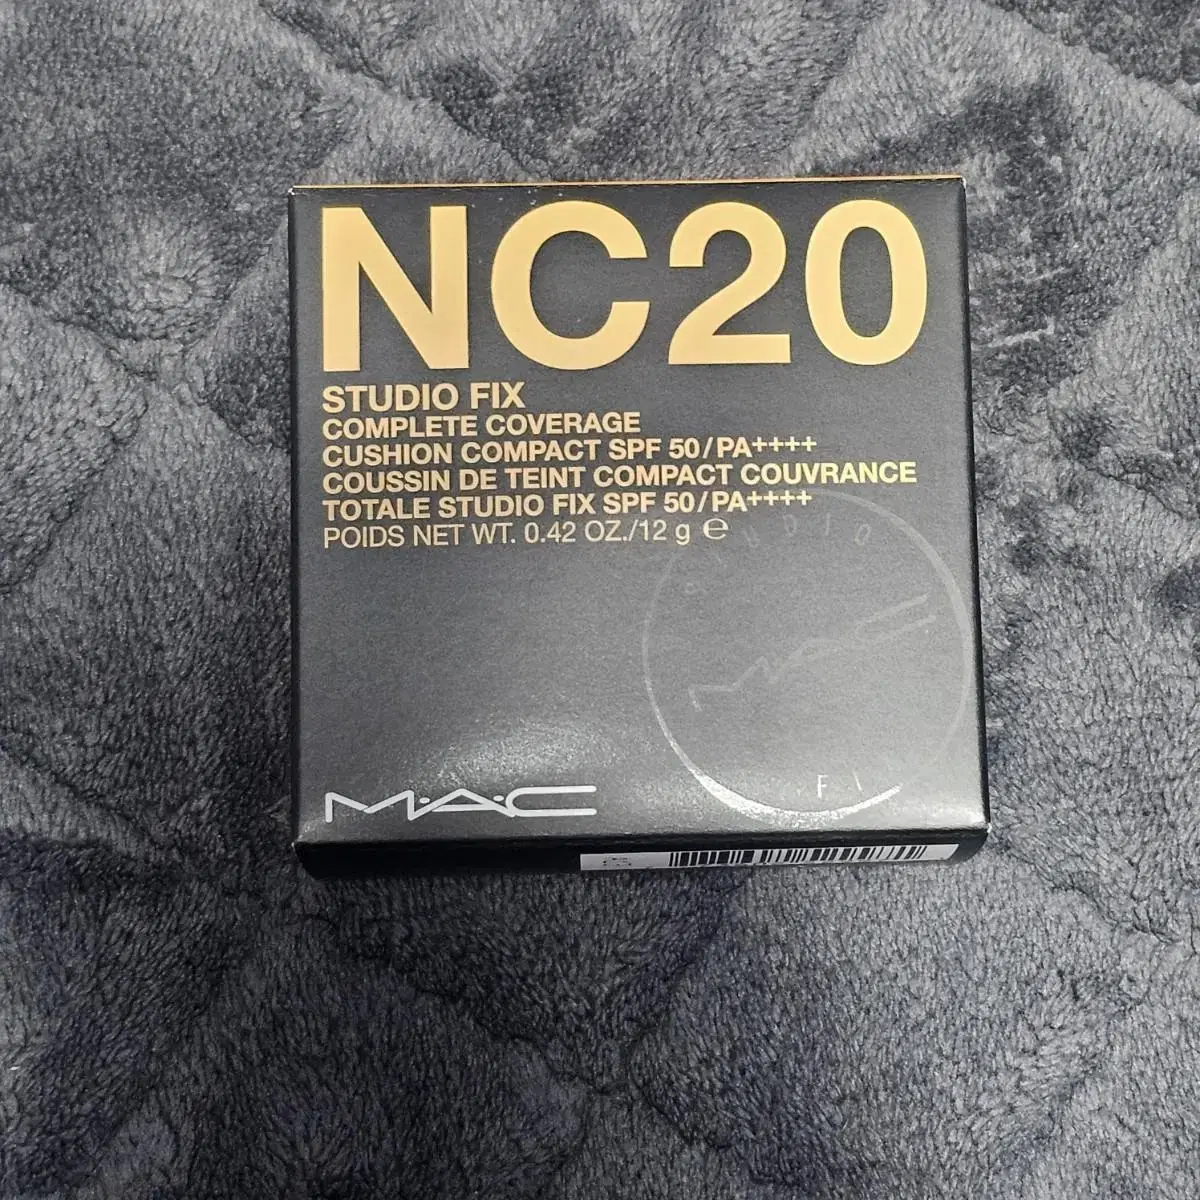 NC20
STUDIO FIX
COMPLETE COVERAGE
CUSHION COMPACT SPF 50/PA++++
COUSSIN DE TEINT COMPACT COUVRANCE
TOTALE STUDIO FIX SPF 50/PA++++
POIDS NET WT. 0.42 OZ./12 g ℮
STUDIO
MAC
M·A·C